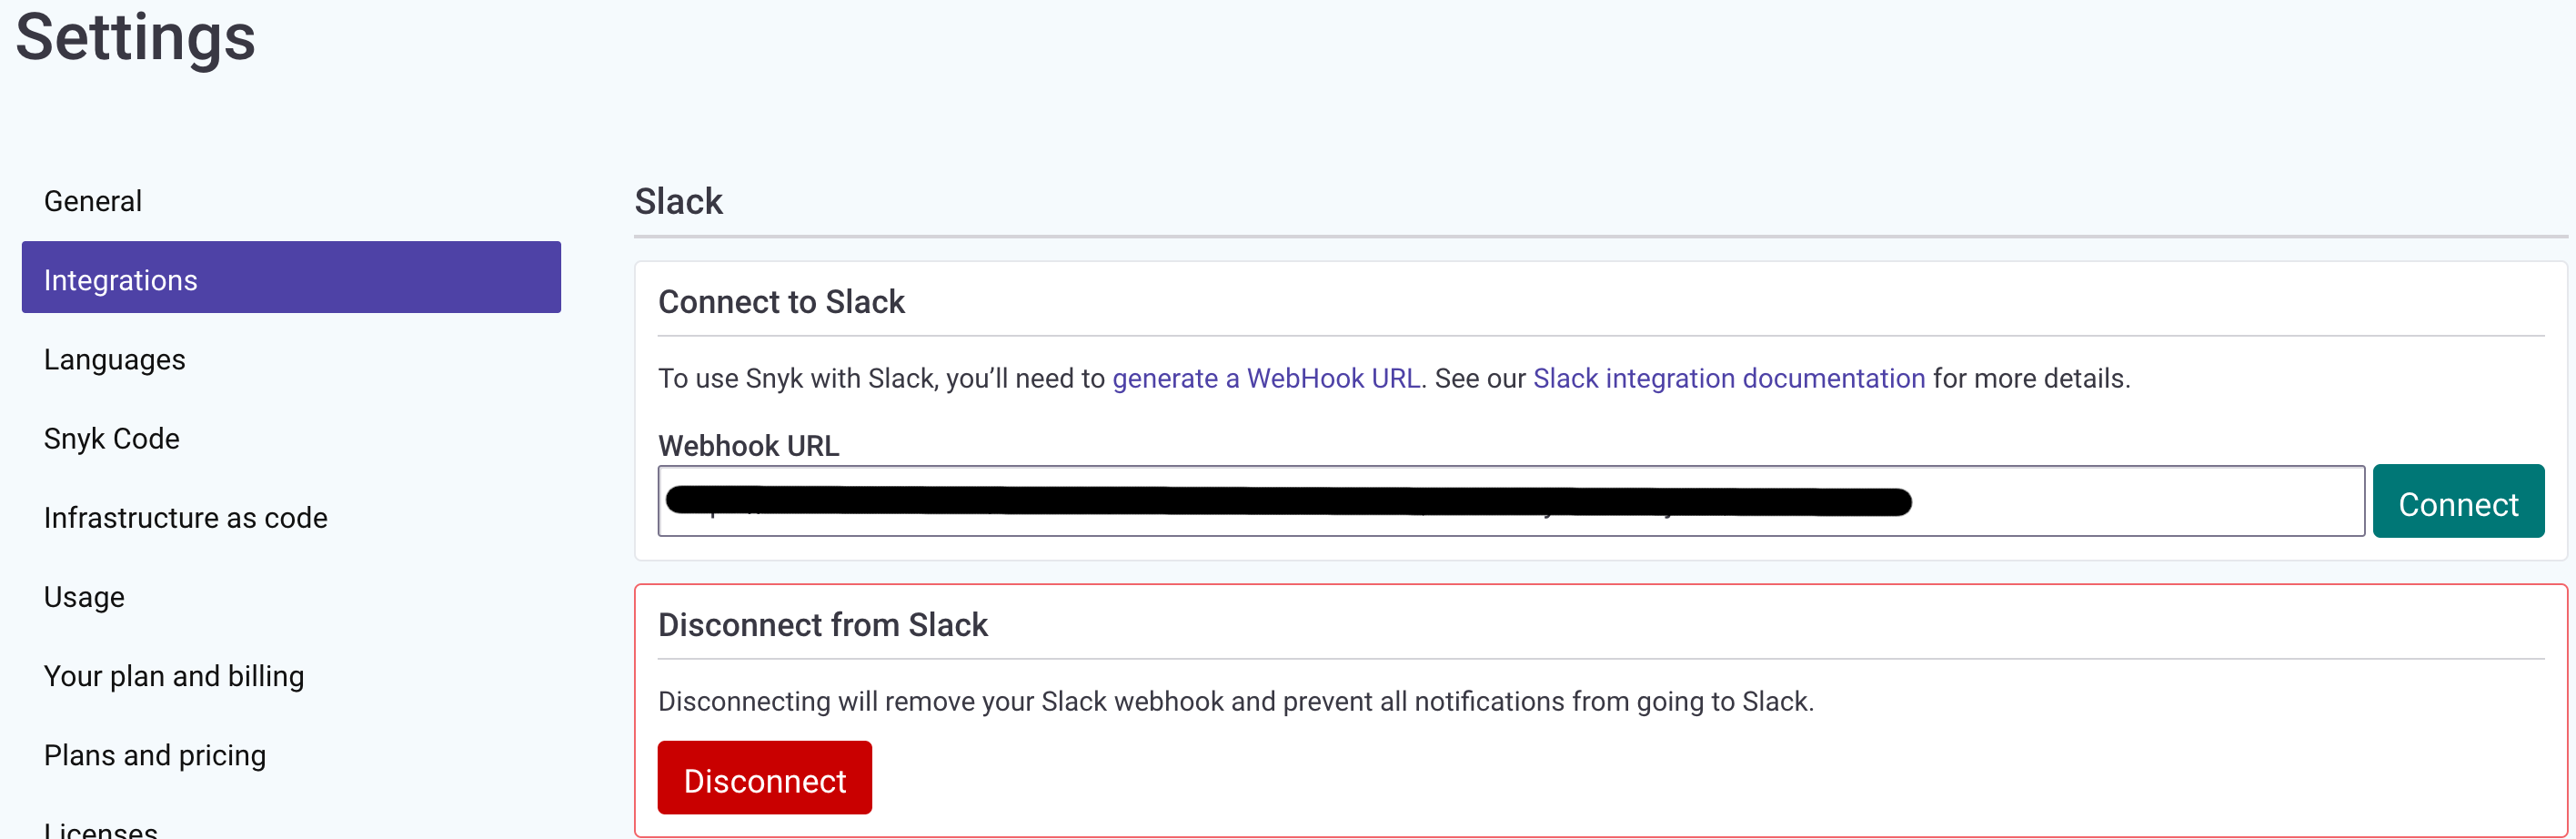 Settings
General
Integrations
Languages
Snyk Code
Infrastructure as code
Usage
Your plan and billing
Plans and pricing
Licenses
Slack
Connect to Slack
To use Snyk with Slack, you’ll need to generate a WebHook URL. See our Slack integration documentation for more details.
Webhook URL
Connect
Disconnect from Slack
Disconnecting will remove your Slack webhook and prevent all notifications from going to Slack.
Disconnect